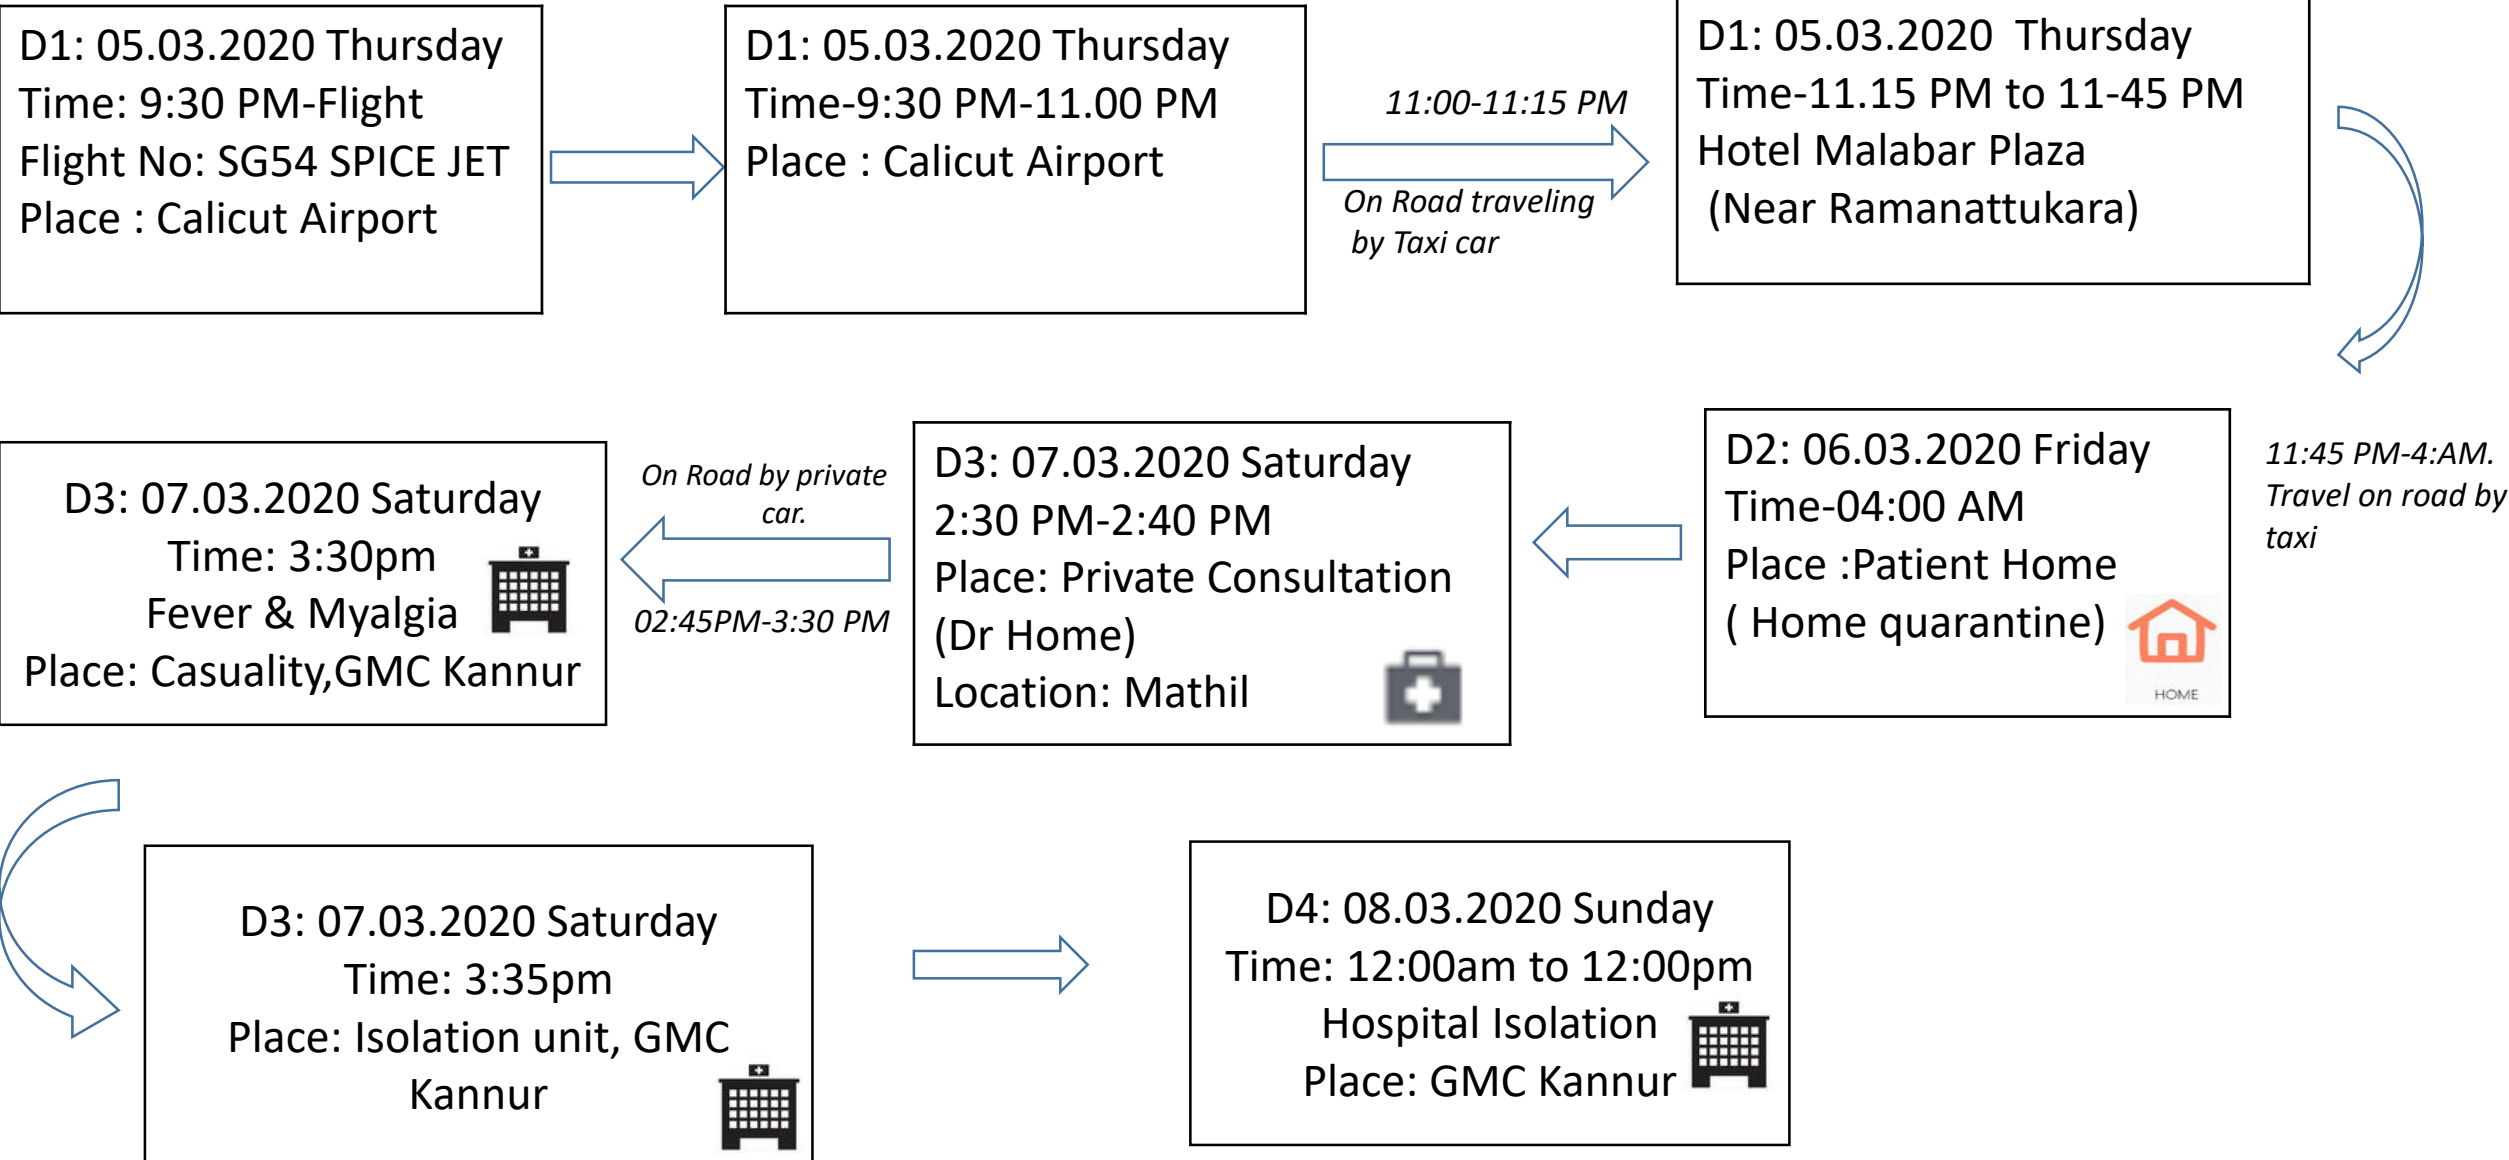 D1: 05.03.2020 Thursday
Time: 9:30 PM-Flight
Flight No: SG54 SPICE JET
Place : Calicut Airport
D1: 05.03.2020 Thursday
Time-9:30 PM-11.00 PM
Place : Calicut Airport
11:00-11:15 PM
On Road traveling
by Taxi car
D1: 05.03.2020 Thursday
Time-11.15 PM to 11-45 PM
Hotel Malabar Plaza
(Near Ramanattukara)
11:45 PM-4:AM.
Travel on road by
taxi
D2: 06.03.2020 Friday
Time-04:00 AM
Place :Patient Home
( Home quarantine)
HOME
D3: 07.03.2020 Saturday
2:30 PM-2:40 PM
Place: Private Consultation
(Dr Home)
Location: Mathil
On Road by private
car.
02:45PM-3:30 PM
D3: 07.03.2020 Saturday
Time: 3:30pm
Fever & Myalgia
Place: Casuality,GMC Kannur
D3: 07.03.2020 Saturday
Time: 3:35pm
Place: Isolation unit, GMC
Kannur
D4: 08.03.2020 Sunday
Time: 12:00am to 12:00pm
Hospital Isolation
Place: GMC Kannur